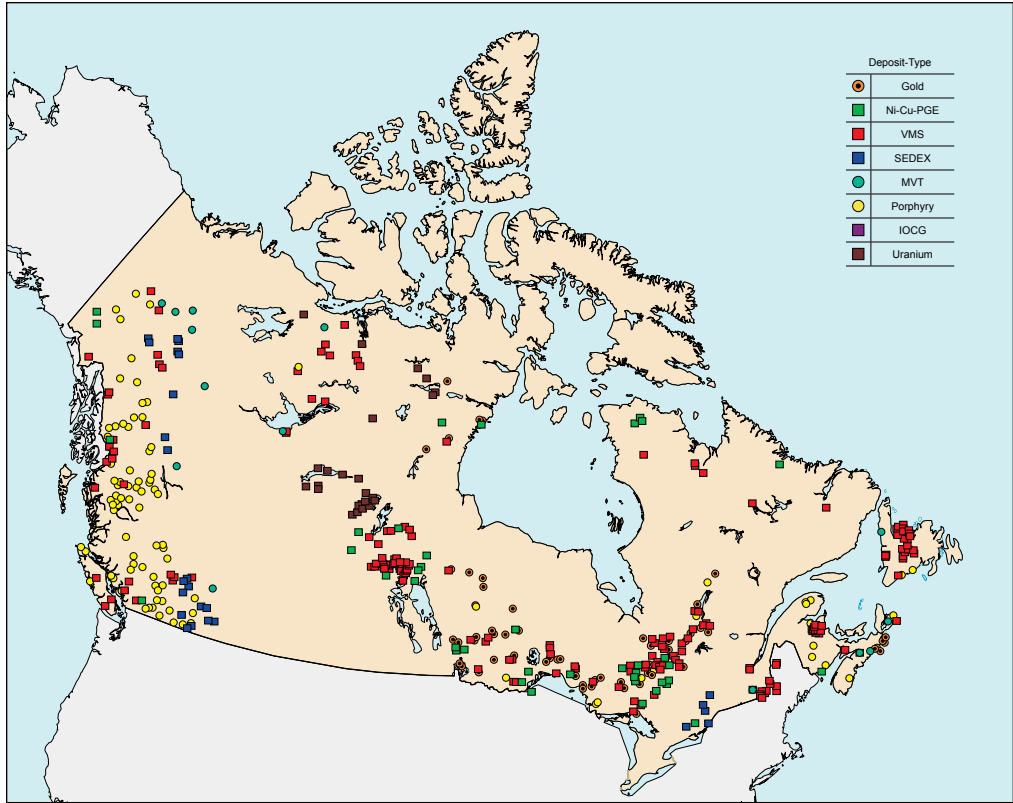 Deposit-Type
Gold
Ni-Cu-PGE
VMS
SEDEX
MVT
Porphyry
IOCG
Uranium